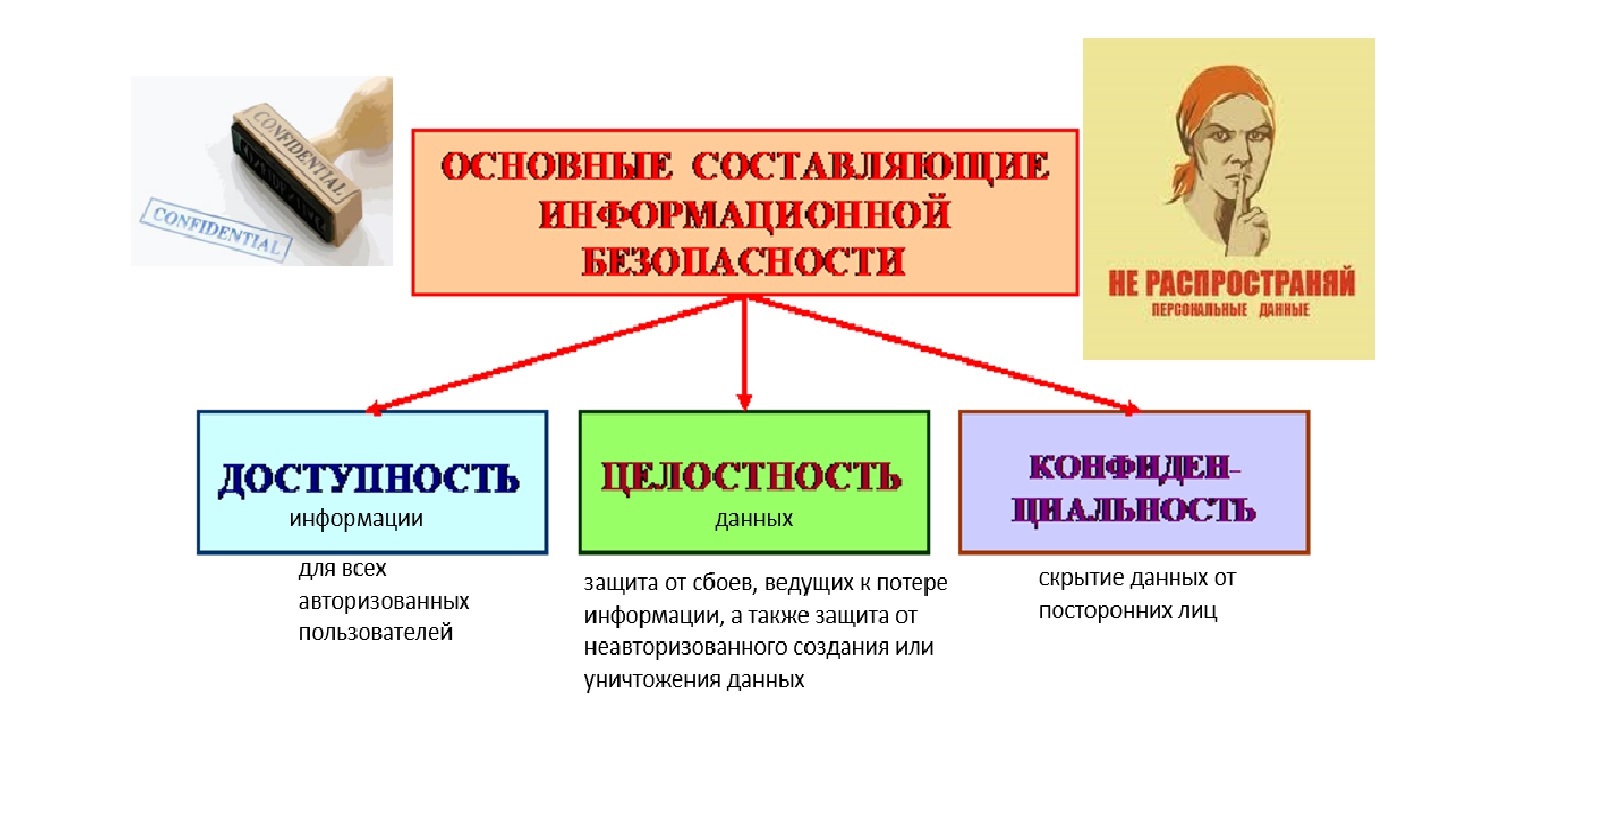 CONFIDENTIAL
CONFIDENTIAL
ОСНОВНЫЕ СОСТАВЛЯЮЩИЕ
ИНФОРМАЦИОННОЙ
БЕЗОПАСНОСТИ
НЕ РАСПРОСТРАНЯЙ
ПЕРСОНАЛЬНЫЕ ДАННЫЕ
ДОСТУПНОСТЬ
информации
для всех
авторизованных
пользователей
ЦЕЛОСТНОСТЬ
данных
защита от сбоев, ведущих к потере
информации, а также защита от
неавторизованного создания или
уничтожения данных
КОНФИДЕН-
ЦИАЛЬНОСТЬ
скрытие данных от
посторонних лиц